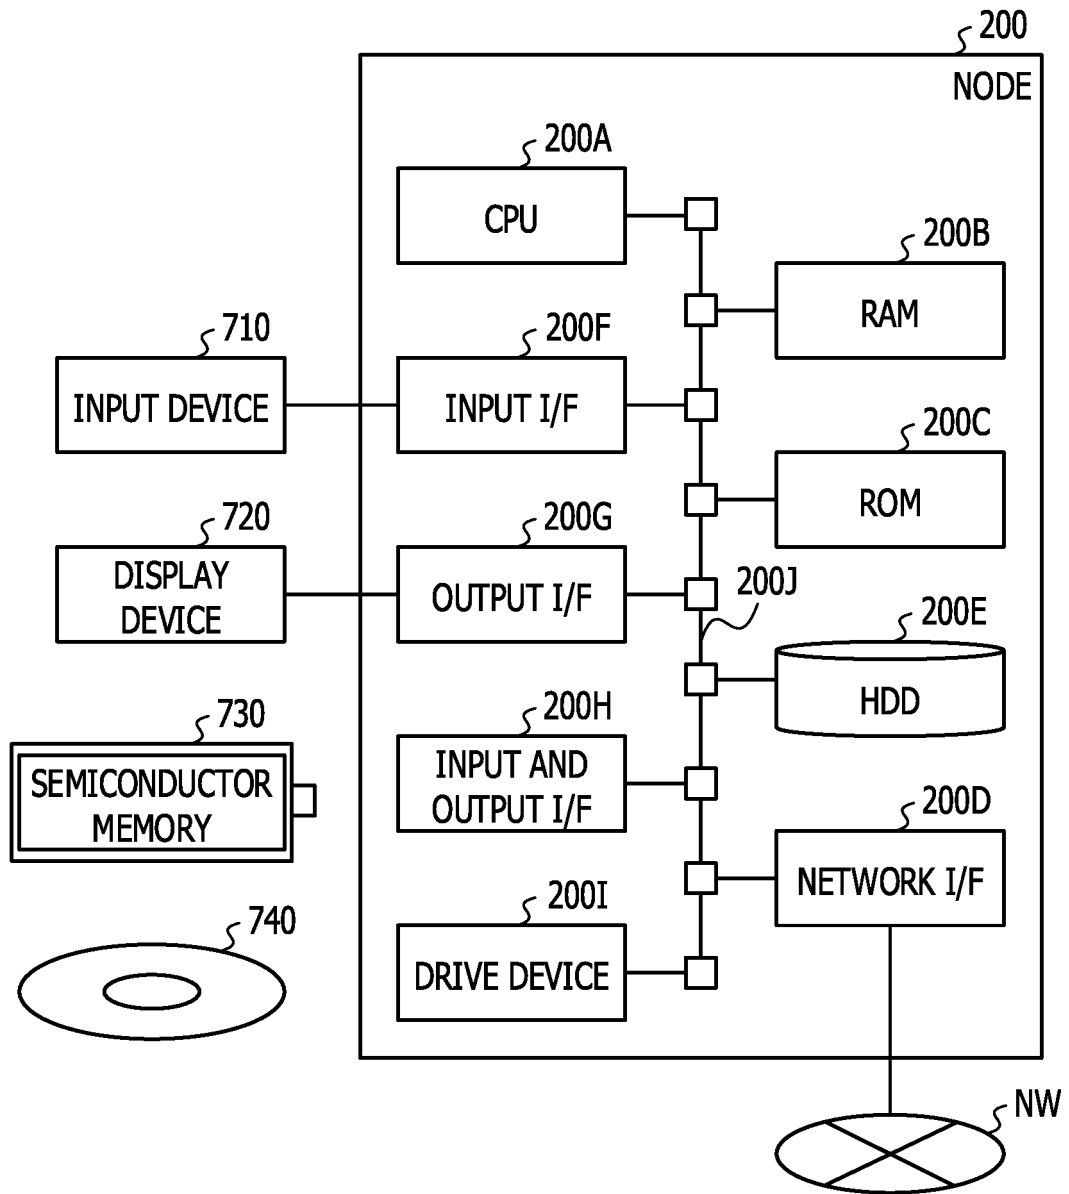 200
NODE
200A
CPU
200B
RAM
710
INPUT DEVICE
200F
INPUT I/F
200C
ROM
720
DISPLAY
DEVICE
200G
OUTPUT I/F
200J
200E
HDD
730
SEMICONDUCTOR
MEMORY
200H
INPUT AND
OUTPUT I/F
200D
NETWORK I/F
740
200I
DRIVE DEVICE
NW